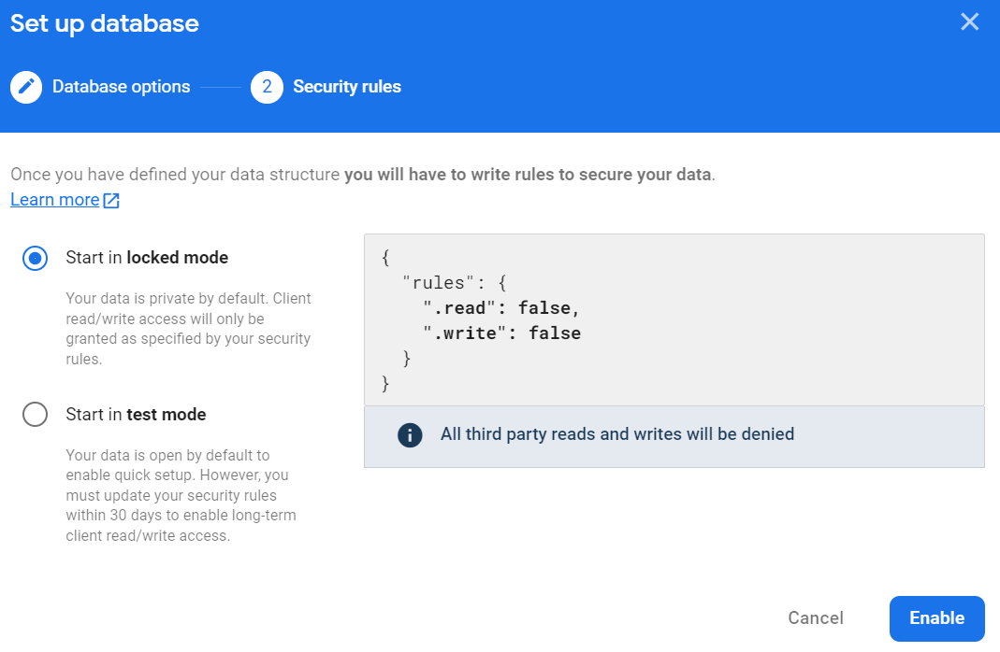 Set up database
Database options
2
Security rules
Once you have defined your data structure you will have to write rules to secure your data.
Learn more
Start in locked mode
Your data is private by default. Client
read/write access will only be
granted as specified by your security
rules.
Start in test mode
Your data is open by default to
enable quick setup. However, you
must update your security rules
within 30 days to enable long-term
client read/write access.
{
  "rules": {
    ".read": false,
    ".write": false
  }
}
All third party reads and writes will be denied
Cancel
Enable